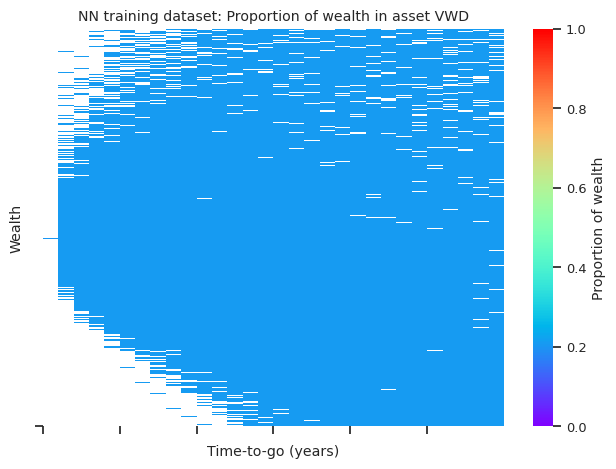 NN training dataset: Proportion of wealth in asset VWD
Wealth
Time-to-go (years)
1.0
0.8
0.6
0.4
0.2
0.0
Proportion of wealth